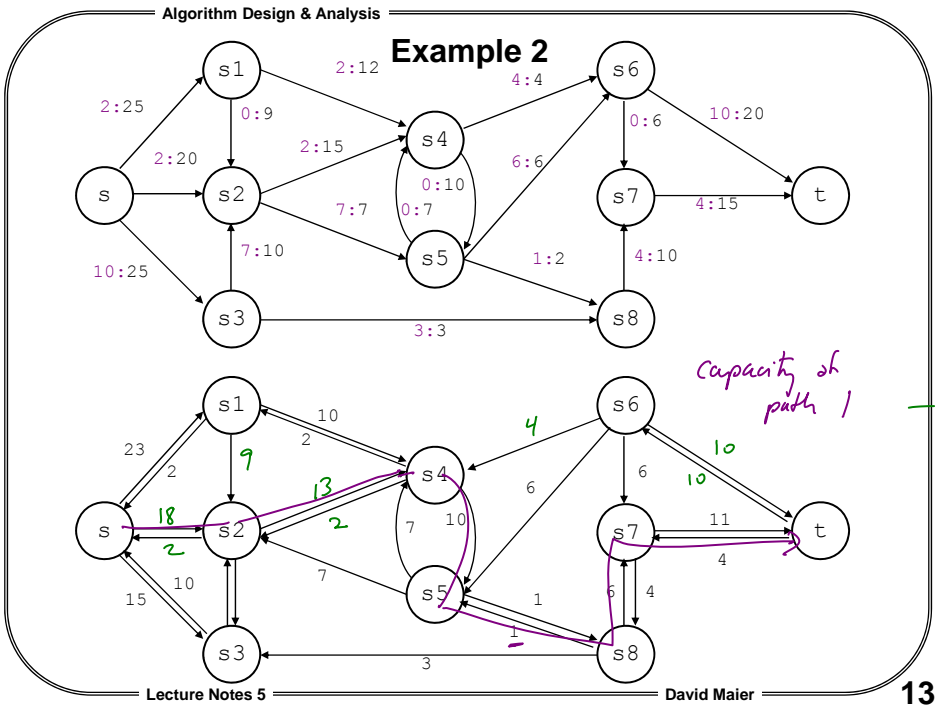 Algorithm Design & Analysis
Example 2
s1
2:12
4:4
s6
2:25
0:9
s4
0:6
10:20
2:20
2:15
6:6
s
s2
0:10
s7
t
7:7
0:7
4:15
7:10
s5
1:2
4:10
10:25
s3
3:3
s8
capacity of
path 1
s1
10
2
4
s6
23
2
9
s4
10
10
13
6
6
18
2
7
10
11
s
s2
s7
t
2
4
10
7
s5
1
6
4
15
1
s3
3
s8
Lecture Notes 5
David Maier
13